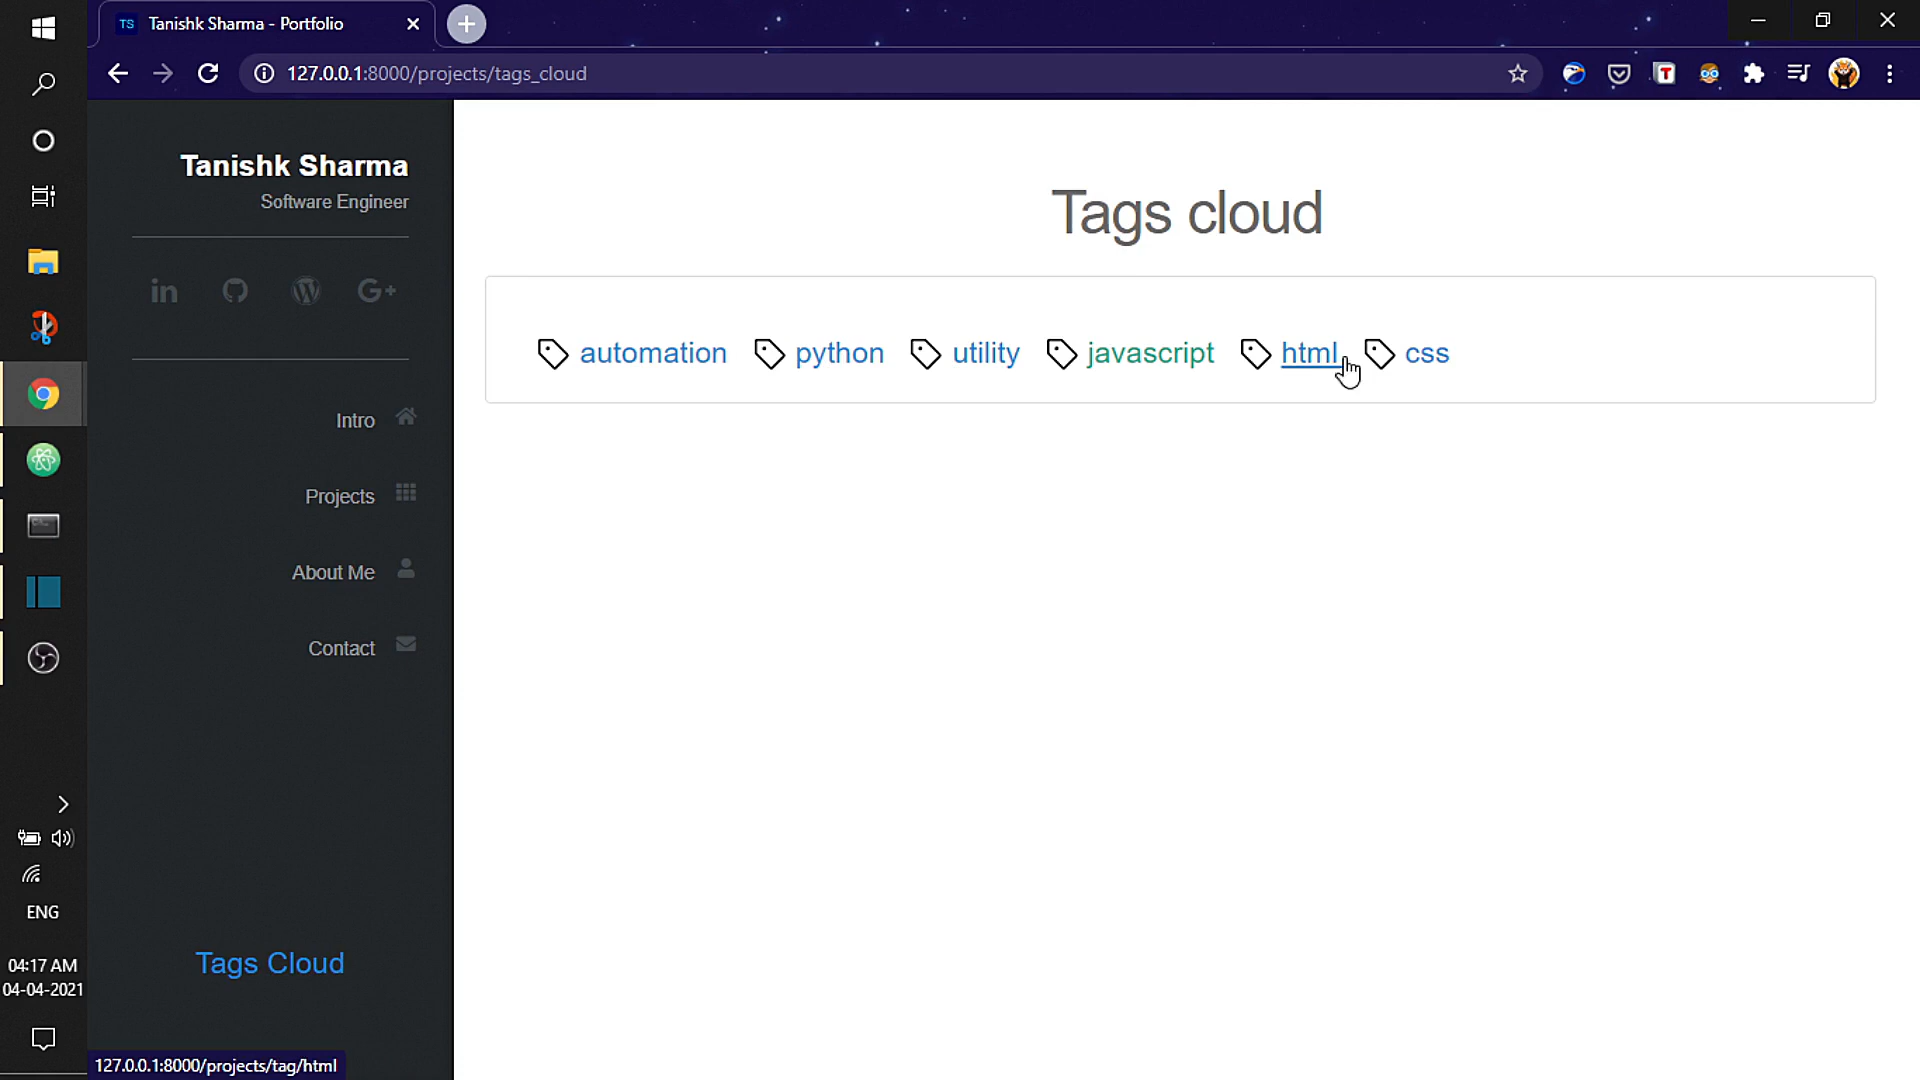 TS Tanishk Sharma - Portfolio
127.0.0.1:8000/projects/tags_cloud
T
Tanishk Sharma
Software Engineer
in G+
Intro
Projects
About Me
Contact
Tags Cloud
Tags cloud
automation python utility javascript html css
ENG
04:17 AM
04-04-2021
127.0.0.1:8000/projects/tag/html